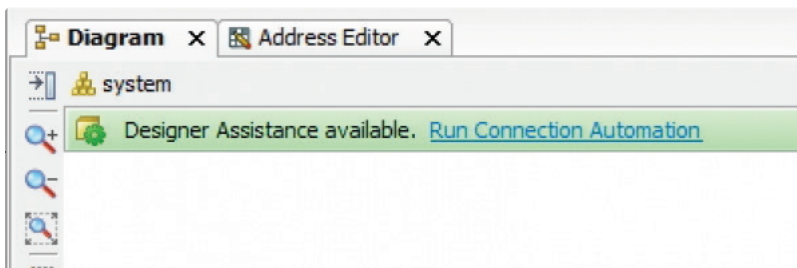 Diagram X Address Editor X
system
Designer Assistance available. Run Connection Automation